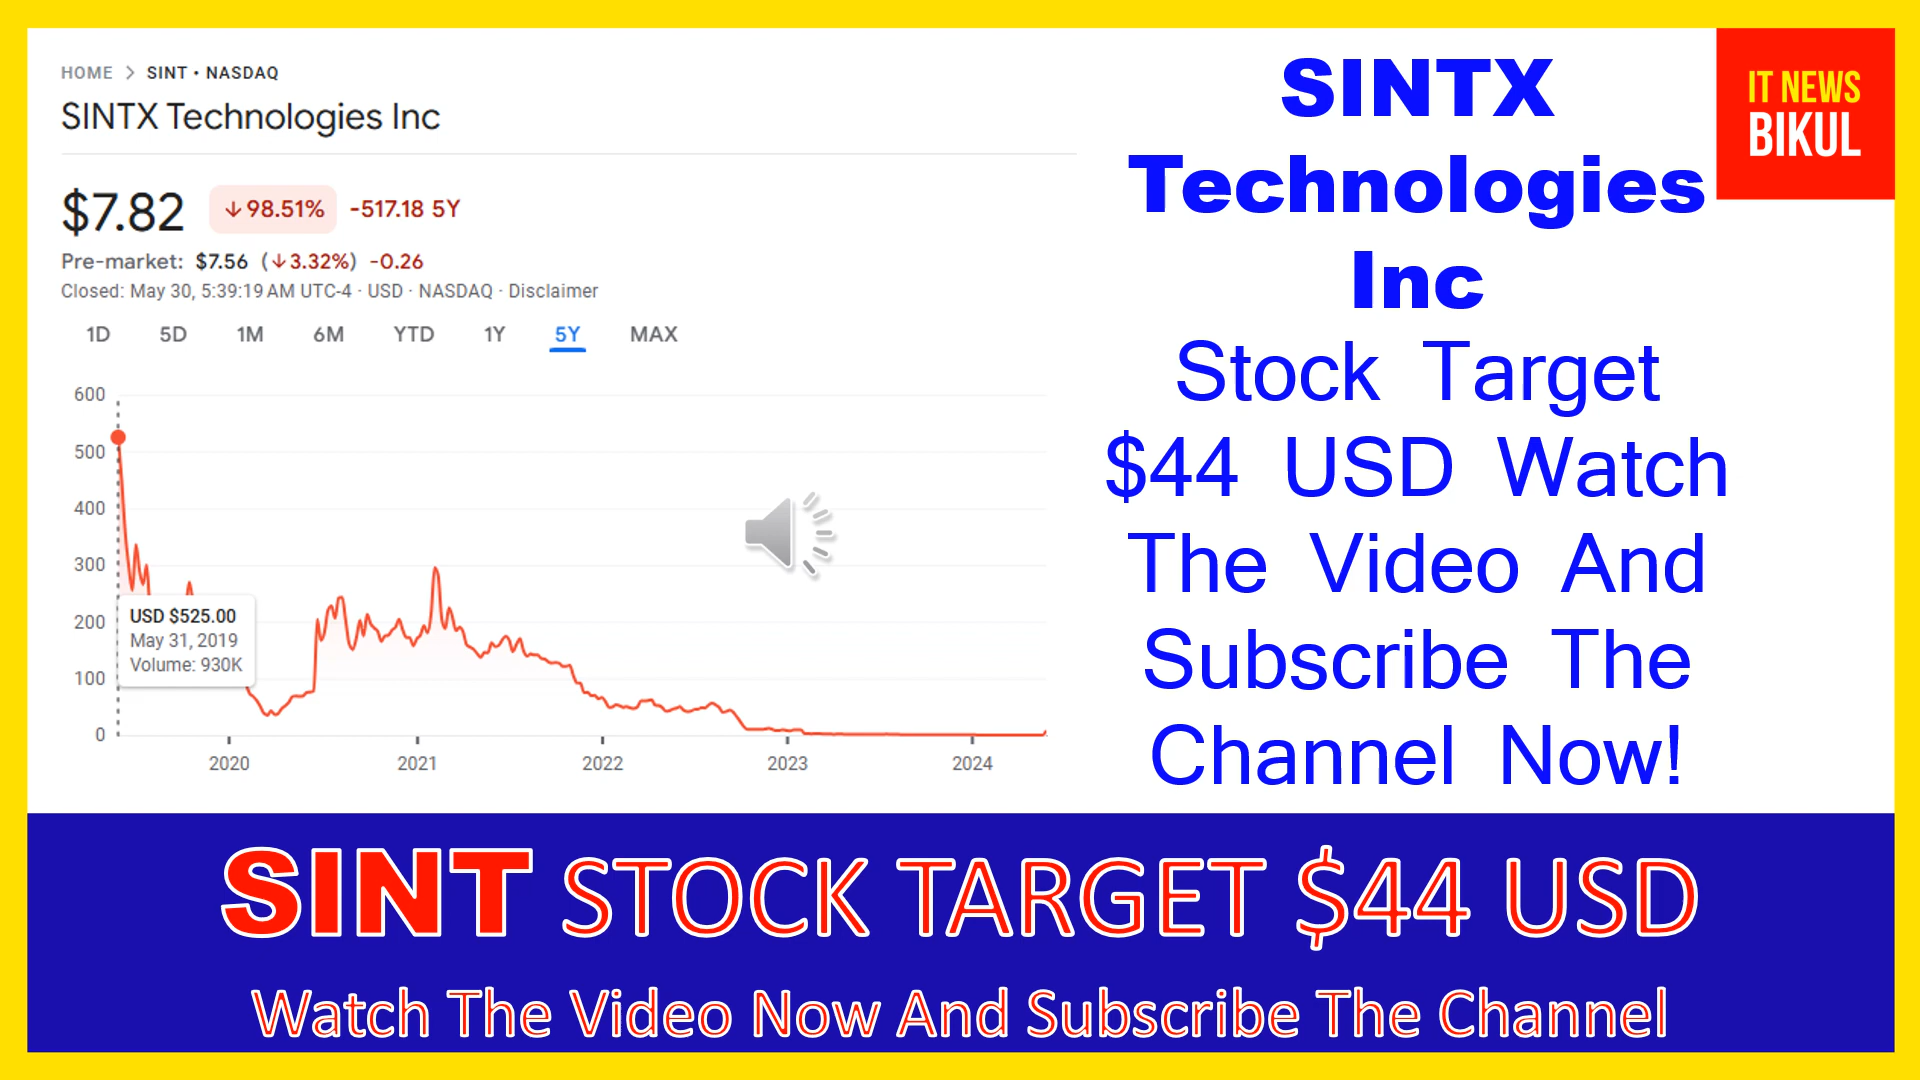 HOME > SINT • NASDAQ
SINTX Technologies Inc
$7.82 ↓98.51% -517.18 5Y
Pre-market: $7.56 (↓3.32%) -0.26
Closed: May 30, 5:39:19 AM UTC-4 · USD · NASDAQ · Disclaimer
1D 5D 1M 6M YTD 1Y 5Y MAX
600
500
400
300
200
100
0
USD $525.00
May 31, 2019
Volume: 930K
2020 2021 2022 2023 2024
SINTX
Technologies
Inc
Stock Target
$44 USD Watch
The Video And
Subscribe The
Channel Now!
IT NEWS
BIKUL
SINT STOCK TARGET $44 USD
Watch The Video Now And Subscribe The Channel